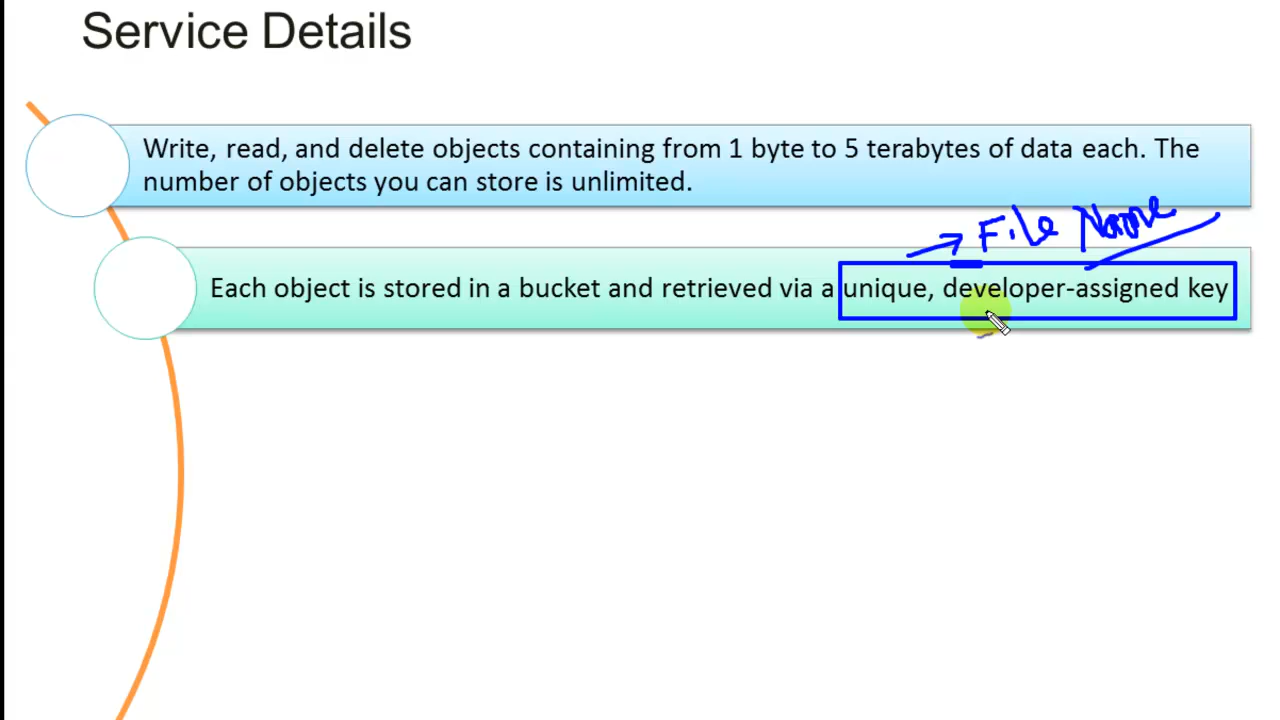 Service Details
Write, read, and delete objects containing from 1 byte to 5 terabytes of data each. The
number of objects you can store is unlimited.
→ File Name
Each object is stored in a bucket and retrieved via a unique, developer-assigned key